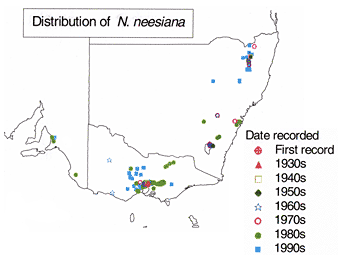 Distribution of N. neesiana
Date recorded
First record
1930s
1940s
1950s
1960s
1970s
1980s
1990s